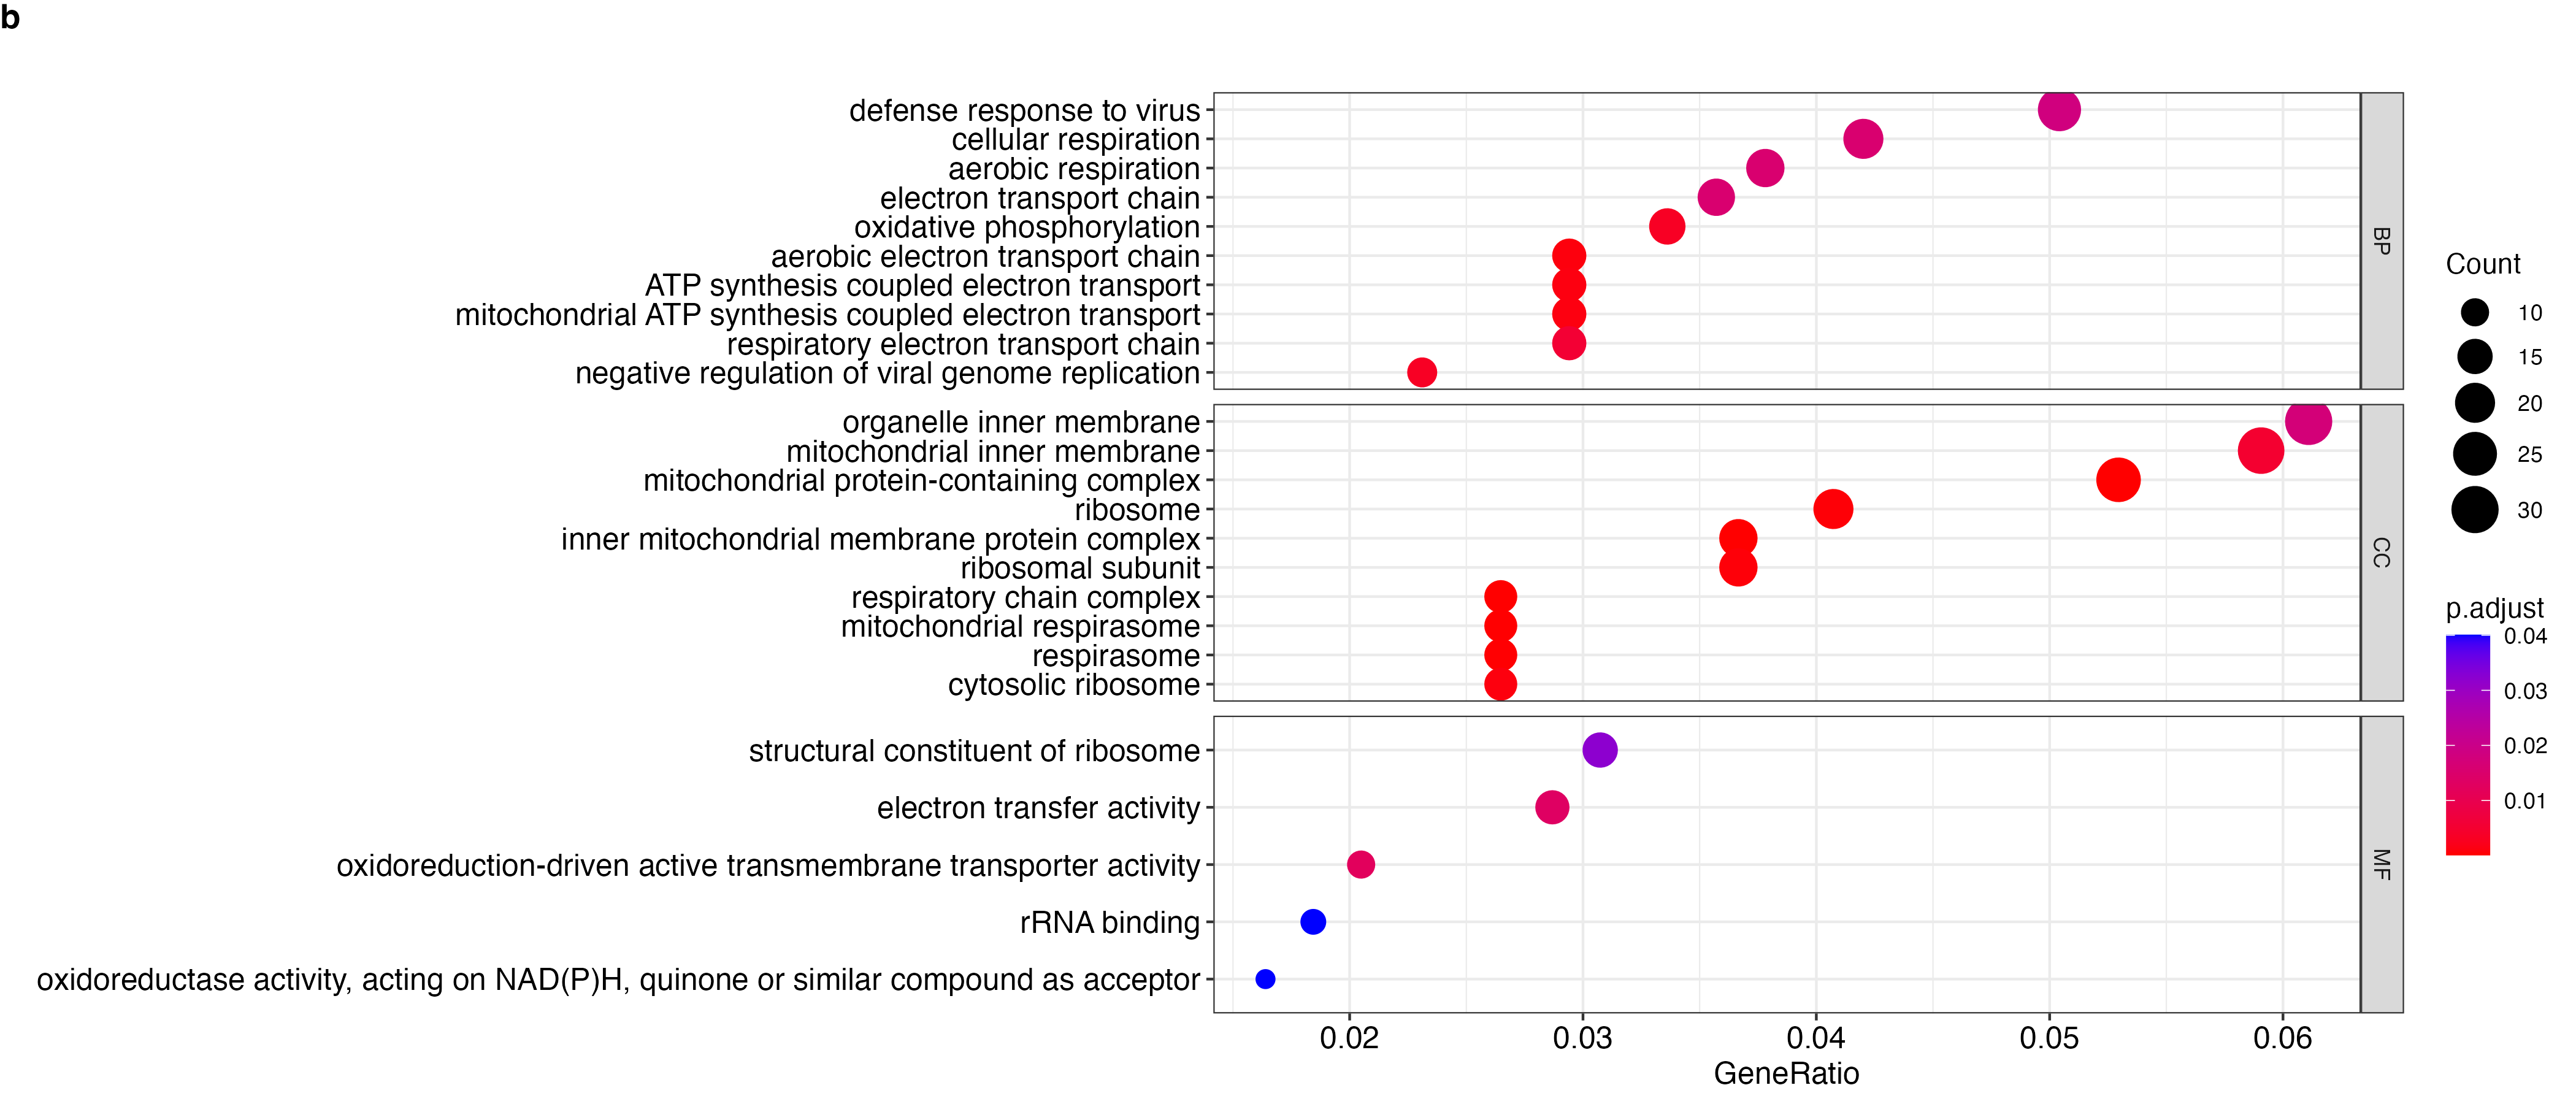 b
defense response to virus
cellular respiration
aerobic respiration
electron transport chain
oxidative phosphorylation
aerobic electron transport chain
ATP synthesis coupled electron transport
mitochondrial ATP synthesis coupled electron transport
respiratory electron transport chain
negative regulation of viral genome replication
BP
organelle inner membrane
mitochondrial inner membrane
mitochondrial protein-containing complex
ribosome
inner mitochondrial membrane protein complex
ribosomal subunit
respiratory chain complex
mitochondrial respirasome
respirasome
cytosolic ribosome
CC
structural constituent of ribosome
electron transfer activity
oxidoreduction-driven active transmembrane transporter activity
rRNA binding
oxidoreductase activity, acting on NAD(P)H, quinone or similar compound as acceptor
MF
0.02 0.03 0.04 0.05 0.06
GeneRatio
Count
10
15
20
25
30
p.adjust
0.04
0.03
0.02
0.01